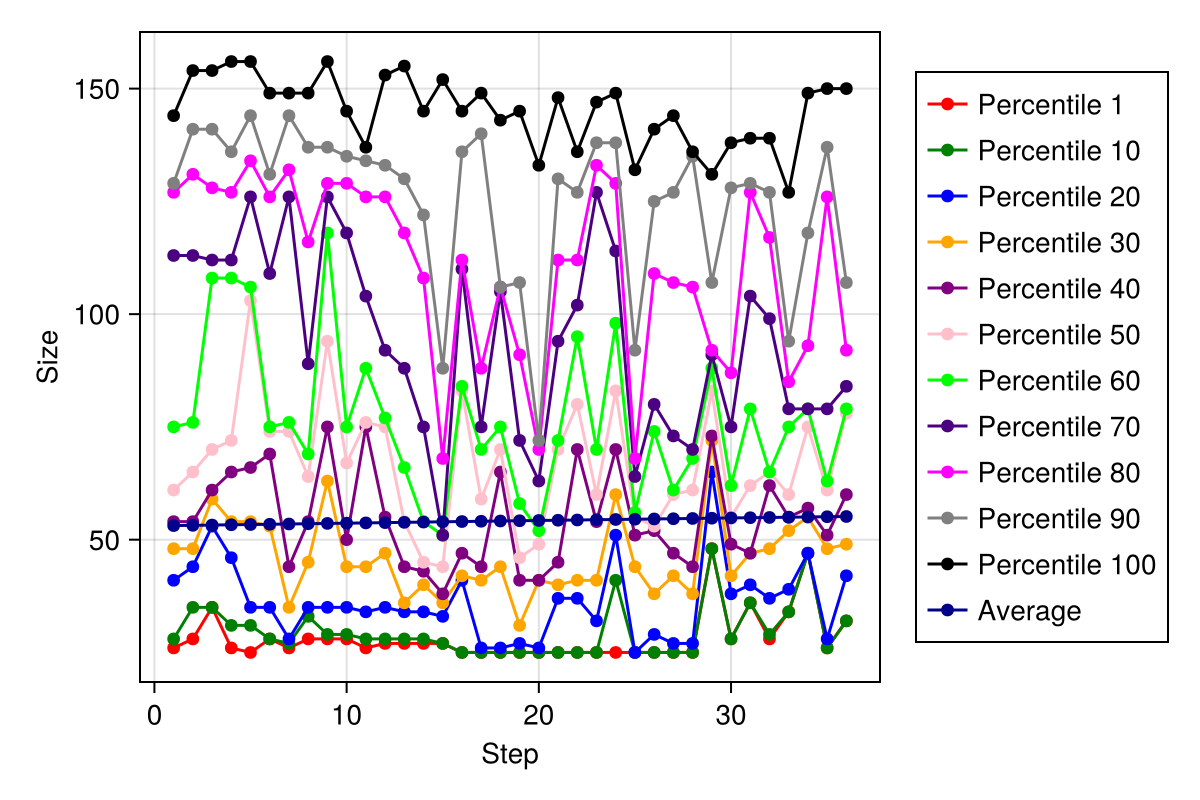 150
100
50
Size
0
10
20
30
Step
Percentile 1
Percentile 10
Percentile 20
Percentile 30
Percentile 40
Percentile 50
Percentile 60
Percentile 70
Percentile 80
Percentile 90
Percentile 100
Average